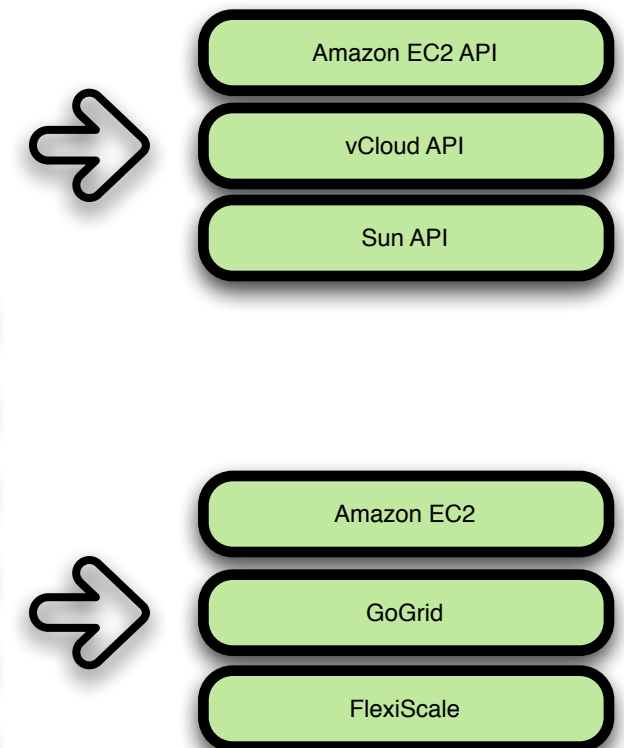 Amazon EC2 API
vCloud API
Sun API
Amazon EC2
GoGrid
FlexiScale